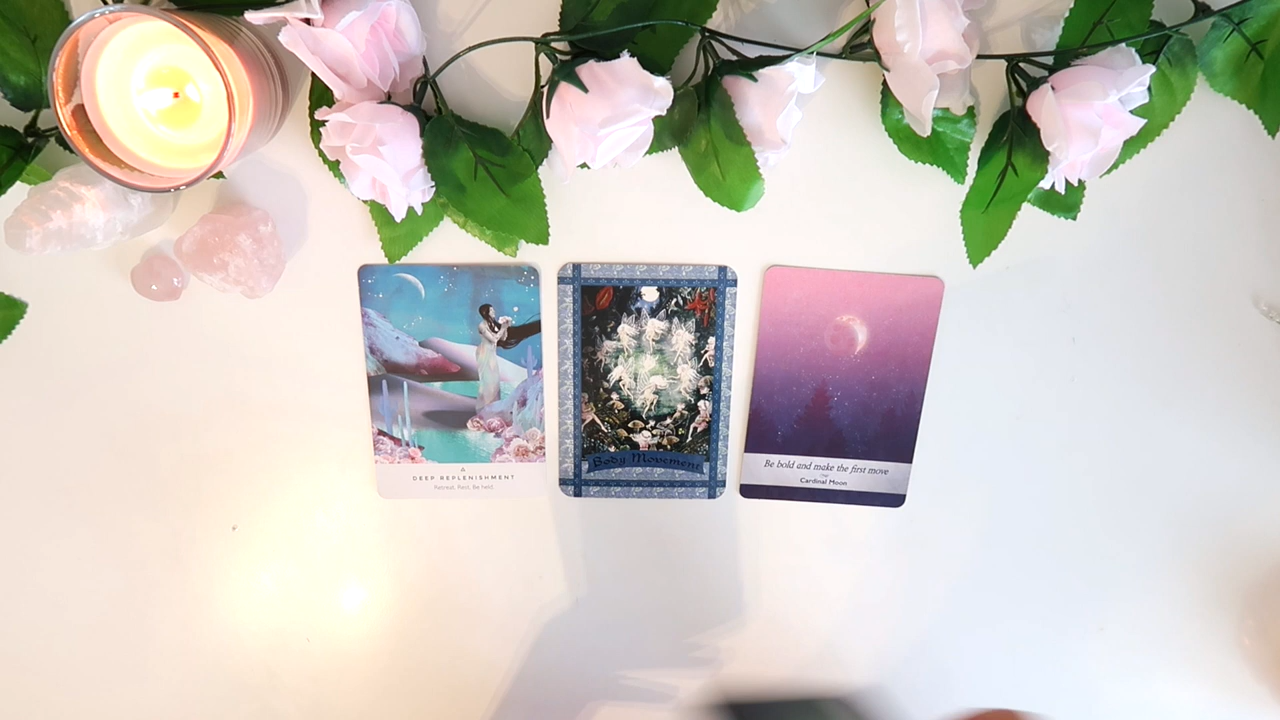 DEEP REPLENISHMENT
Retreat. Rest. Be held.
Body Movement
Be bold and make the first move
Cardinal Moon